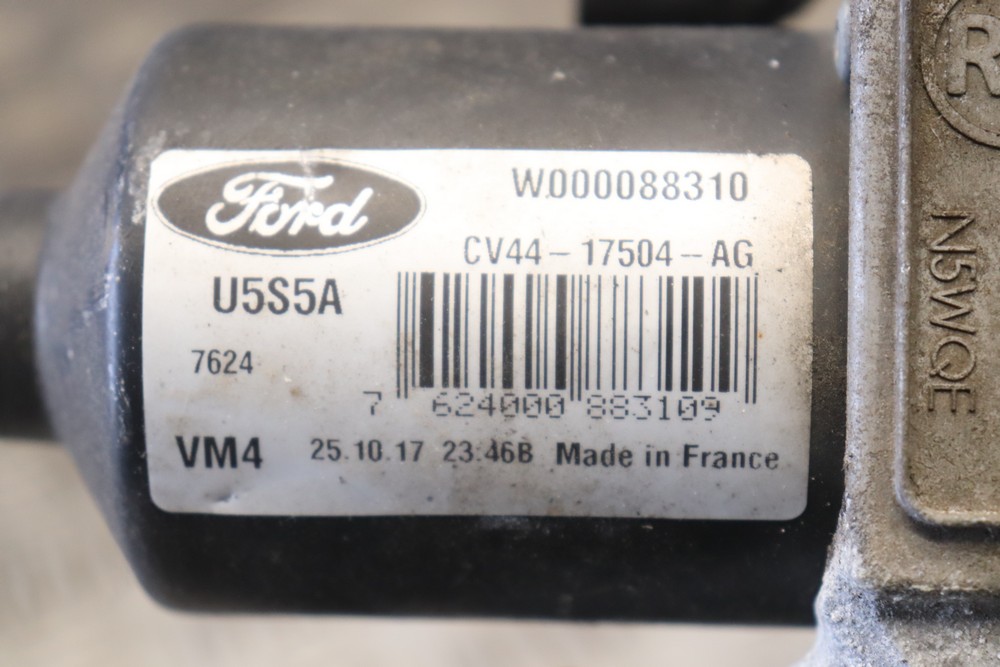 Ford
W.000088310
CV44-17504-AG
U5S5A
7624
7 624000 883109
VM4 25.10.17 23:46B Made in France
R
N5WQE